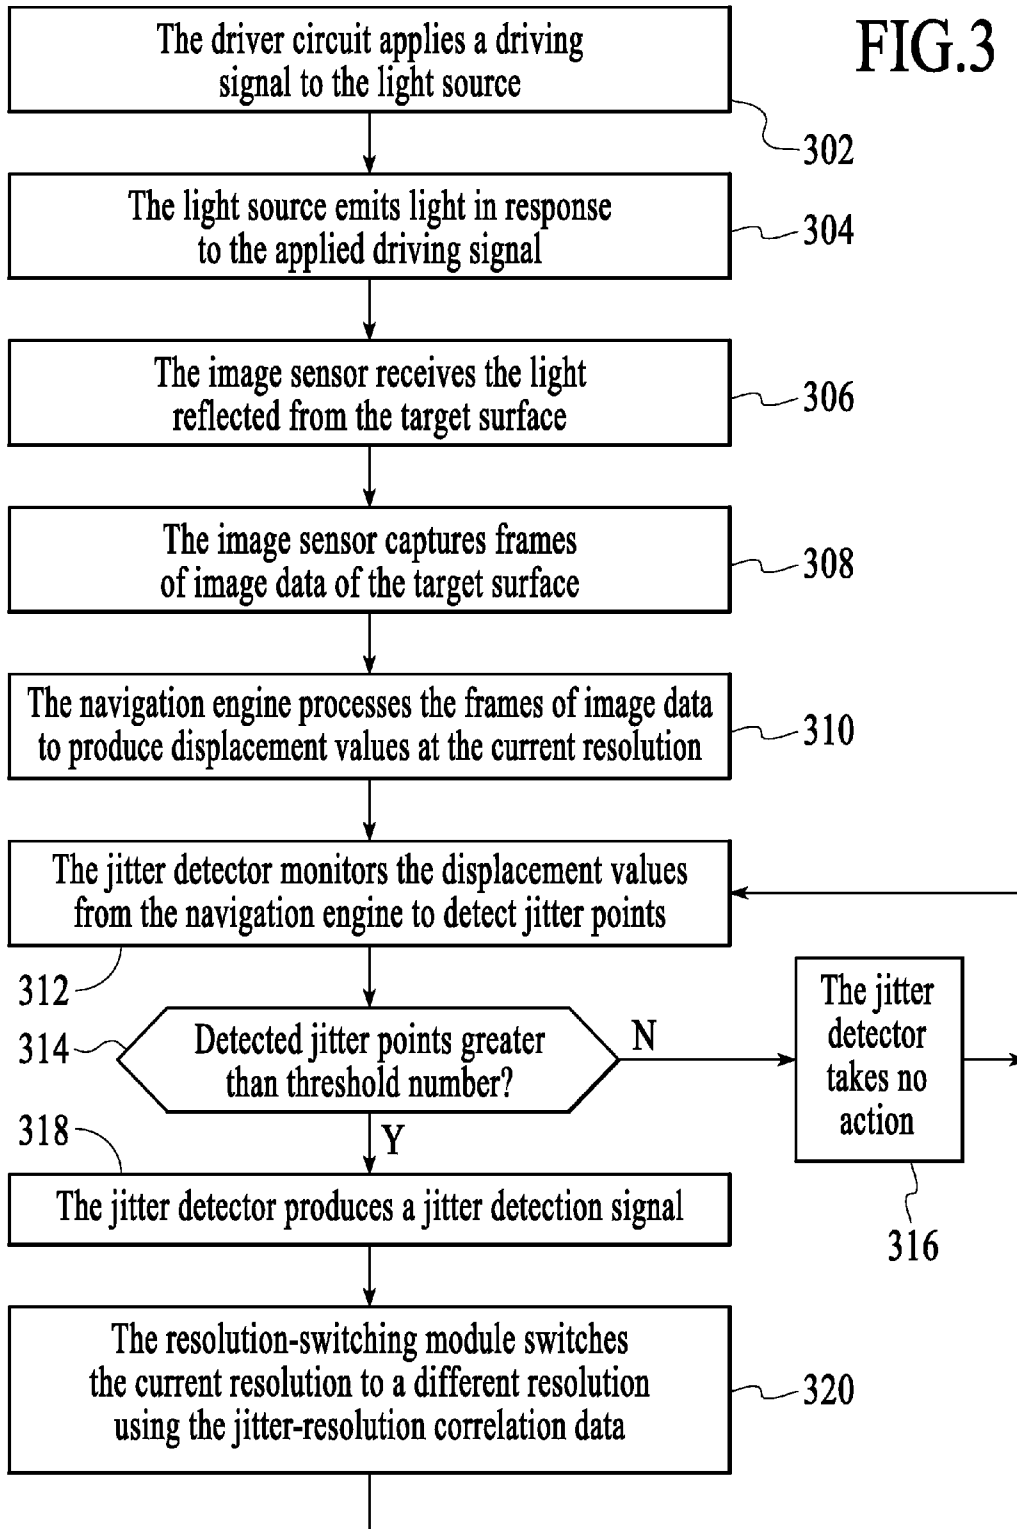 FIG.3
The driver circuit applies a driving
signal to the light source
302
The light source emits light in response
to the applied driving signal
304
The image sensor receives the light
reflected from the target surface
306
The image sensor captures frames
of image data of the target surface
308
The navigation engine processes the frames of image data
to produce displacement values at the current resolution
310
The jitter detector monitors the displacement values
from the navigation engine to detect jitter points
312
314
Detected jitter points greater
than threshold number?
N
The jitter
detector
takes no
action
316
Y
318
The jitter detector produces a jitter detection signal
The resolution-switching module switches
the current resolution to a different resolution
using the jitter-resolution correlation data
320